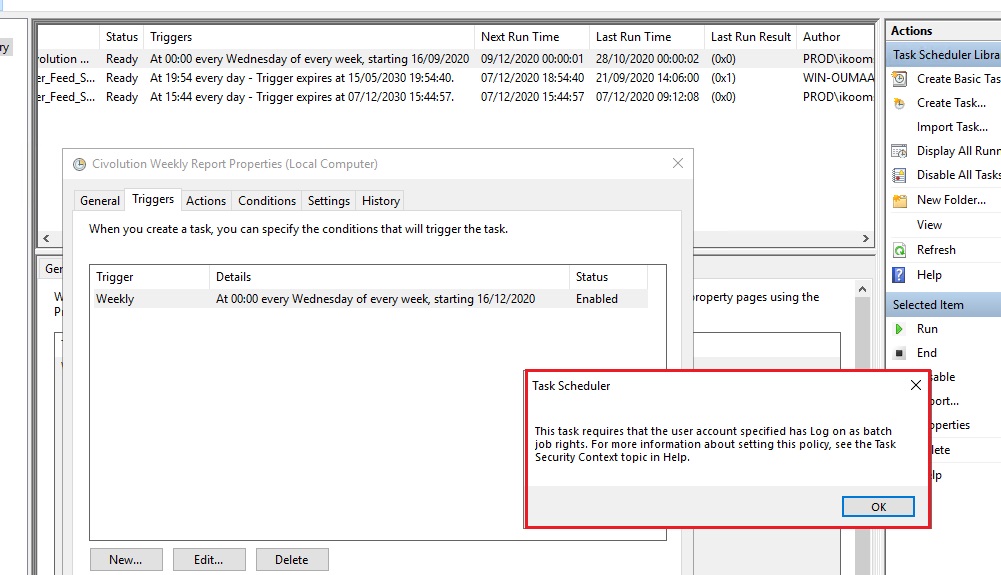 Status Triggers Next Run Time Last Run Time Last Run Result Author
olution ... Ready At 00:00 every Wednesday of every week, starting 16/09/2020 09/12/2020 00:00:01 28/10/2020 00:00:02 (0x0) PROD\ikoom
er_Feed_S... Ready At 19:54 every day - Trigger expires at 15/05/2030 19:54:40. 07/12/2020 18:54:40 21/09/2020 14:06:00 (0x1) WIN-OUMAA
er_Feed_S... Ready At 15:44 every day - Trigger expires at 07/12/2030 15:44:57. 07/12/2020 15:44:57 07/12/2020 09:12:08 (0x0) PROD\ikoom
ry
Civolution Weekly Report Properties (Local Computer)
General Triggers Actions Conditions Settings History
When you create a task, you can specify the conditions that will trigger the task.
Trigger Details Status
Weekly At 00:00 every Wednesday of every week, starting 16/12/2020 Enabled
New... Edit... Delete
Ger
property pages using the
Task Scheduler
This task requires that the user account specified has Log on as batch
job rights. For more information about setting this policy, see the Task
Security Context topic in Help.
OK
Actions
Task Scheduler Libra
Create Basic Tas
Create Task...
Import Task...
Display All Runn
Disable All Tasks
New Folder...
View
Refresh
Help
Selected Item
Run
End
able
port...
operties
lete
lp